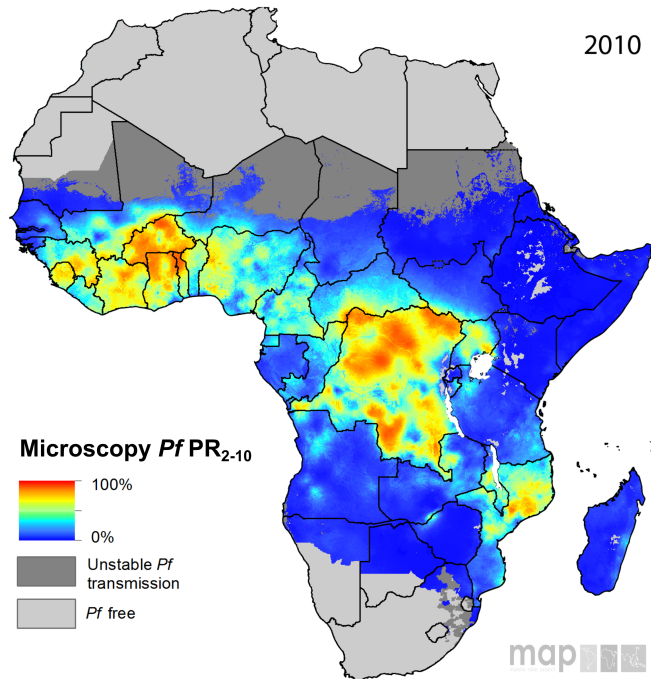 2010
Microscopy Pf PR2-10
100%
0%
Unstable Pf
transmission
Pf free
map